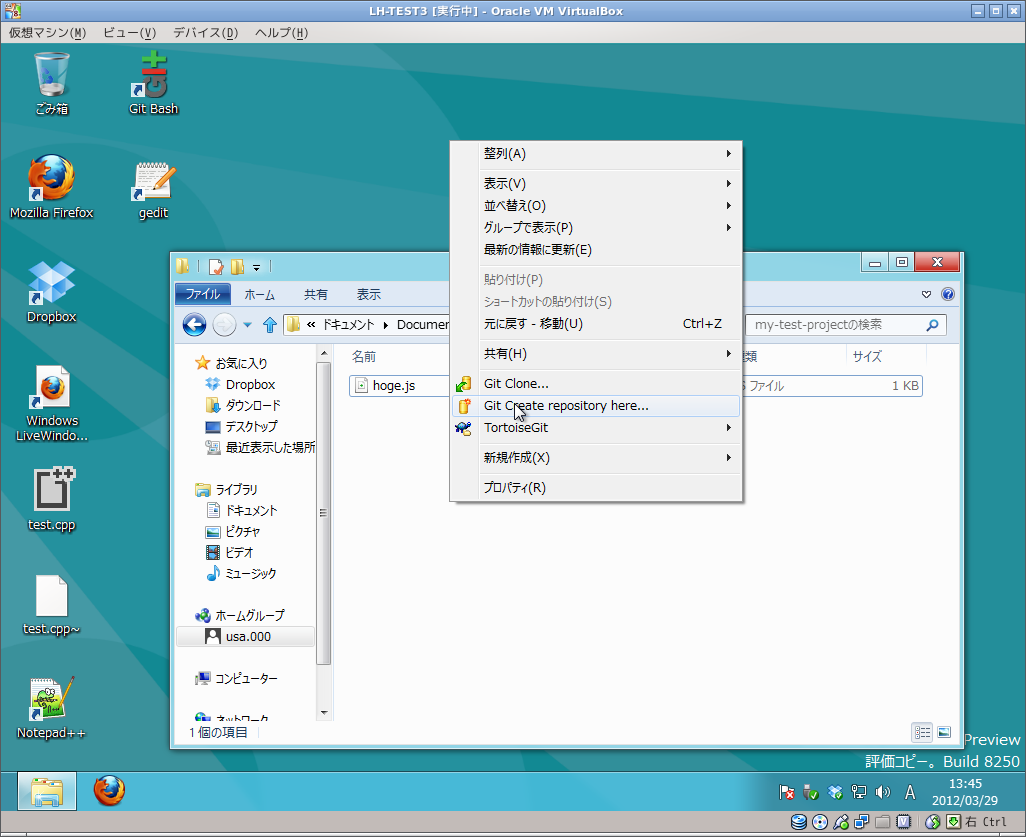 LH-TEST3 [実行中] - Oracle VM VirtualBox
仮想マシン(M) ビュー(V) デバイス(D) ヘルプ(H)
ごみ箱
Git Bash
Mozilla Firefox
gedit
Dropbox
Windows
LiveWindo...
test.cpp
test.cpp~
Notepad++
ファイル ホーム 共有 表示
« ドキュメント ▸ Documen
my-test-projectの検索
お気に入り
Dropbox
ダウンロード
デスクトップ
最近表示した場所
ライブラリ
ドキュメント
ピクチャ
ビデオ
ミュージック
ホームグループ
usa.000
コンピューター
ネットワーク
1 個の項目
名前 サイズ
hoge.js ファイル 1 KB
整列(A)
表示(V)
並べ替え(O)
グループで表示(P)
最新の情報に更新(E)
貼り付け(P)
ショートカットの貼り付け(S)
元に戻す - 移動(U) Ctrl+Z
共有(H)
Git Clone...
Git Create repository here...
TortoiseGit
新規作成(X)
プロパティ(R)
Preview
評価コピー。Build 8250
A
13:45
2012/03/29
右 Ctrl